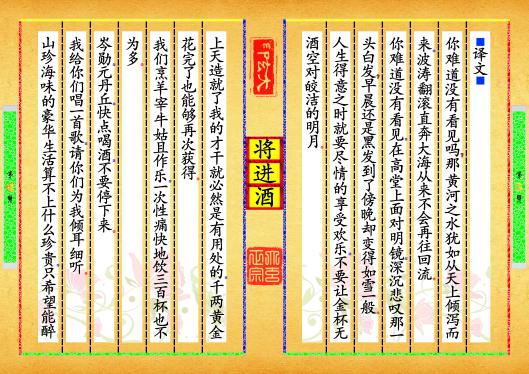 ■译文■
你难道没有看见吗,那黄河之水犹如从天上倾泻而
来波涛翻滚直奔大海从来不会再往回流
你难道没有看见在高堂上面对明镜深沉悲叹那一
头白发,早晨还是黑发到了傍晚却变得如雪一般
人生得意之时就要尽情的享受欢乐不要让金杯无
酒空对皎洁的明月
将进酒
上天造就了我的才干就必然是有用处的千两黄金
花完了也能够再次获得
我们烹羊宰牛姑且作乐一次性痛快地饮三百杯也不
为多
岑勋元丹丘快点喝酒不要停下来
我给你们唱一首歌请你们为我倾耳细听
山珍海味的豪华生活算不上什么珍贵只希望能醉